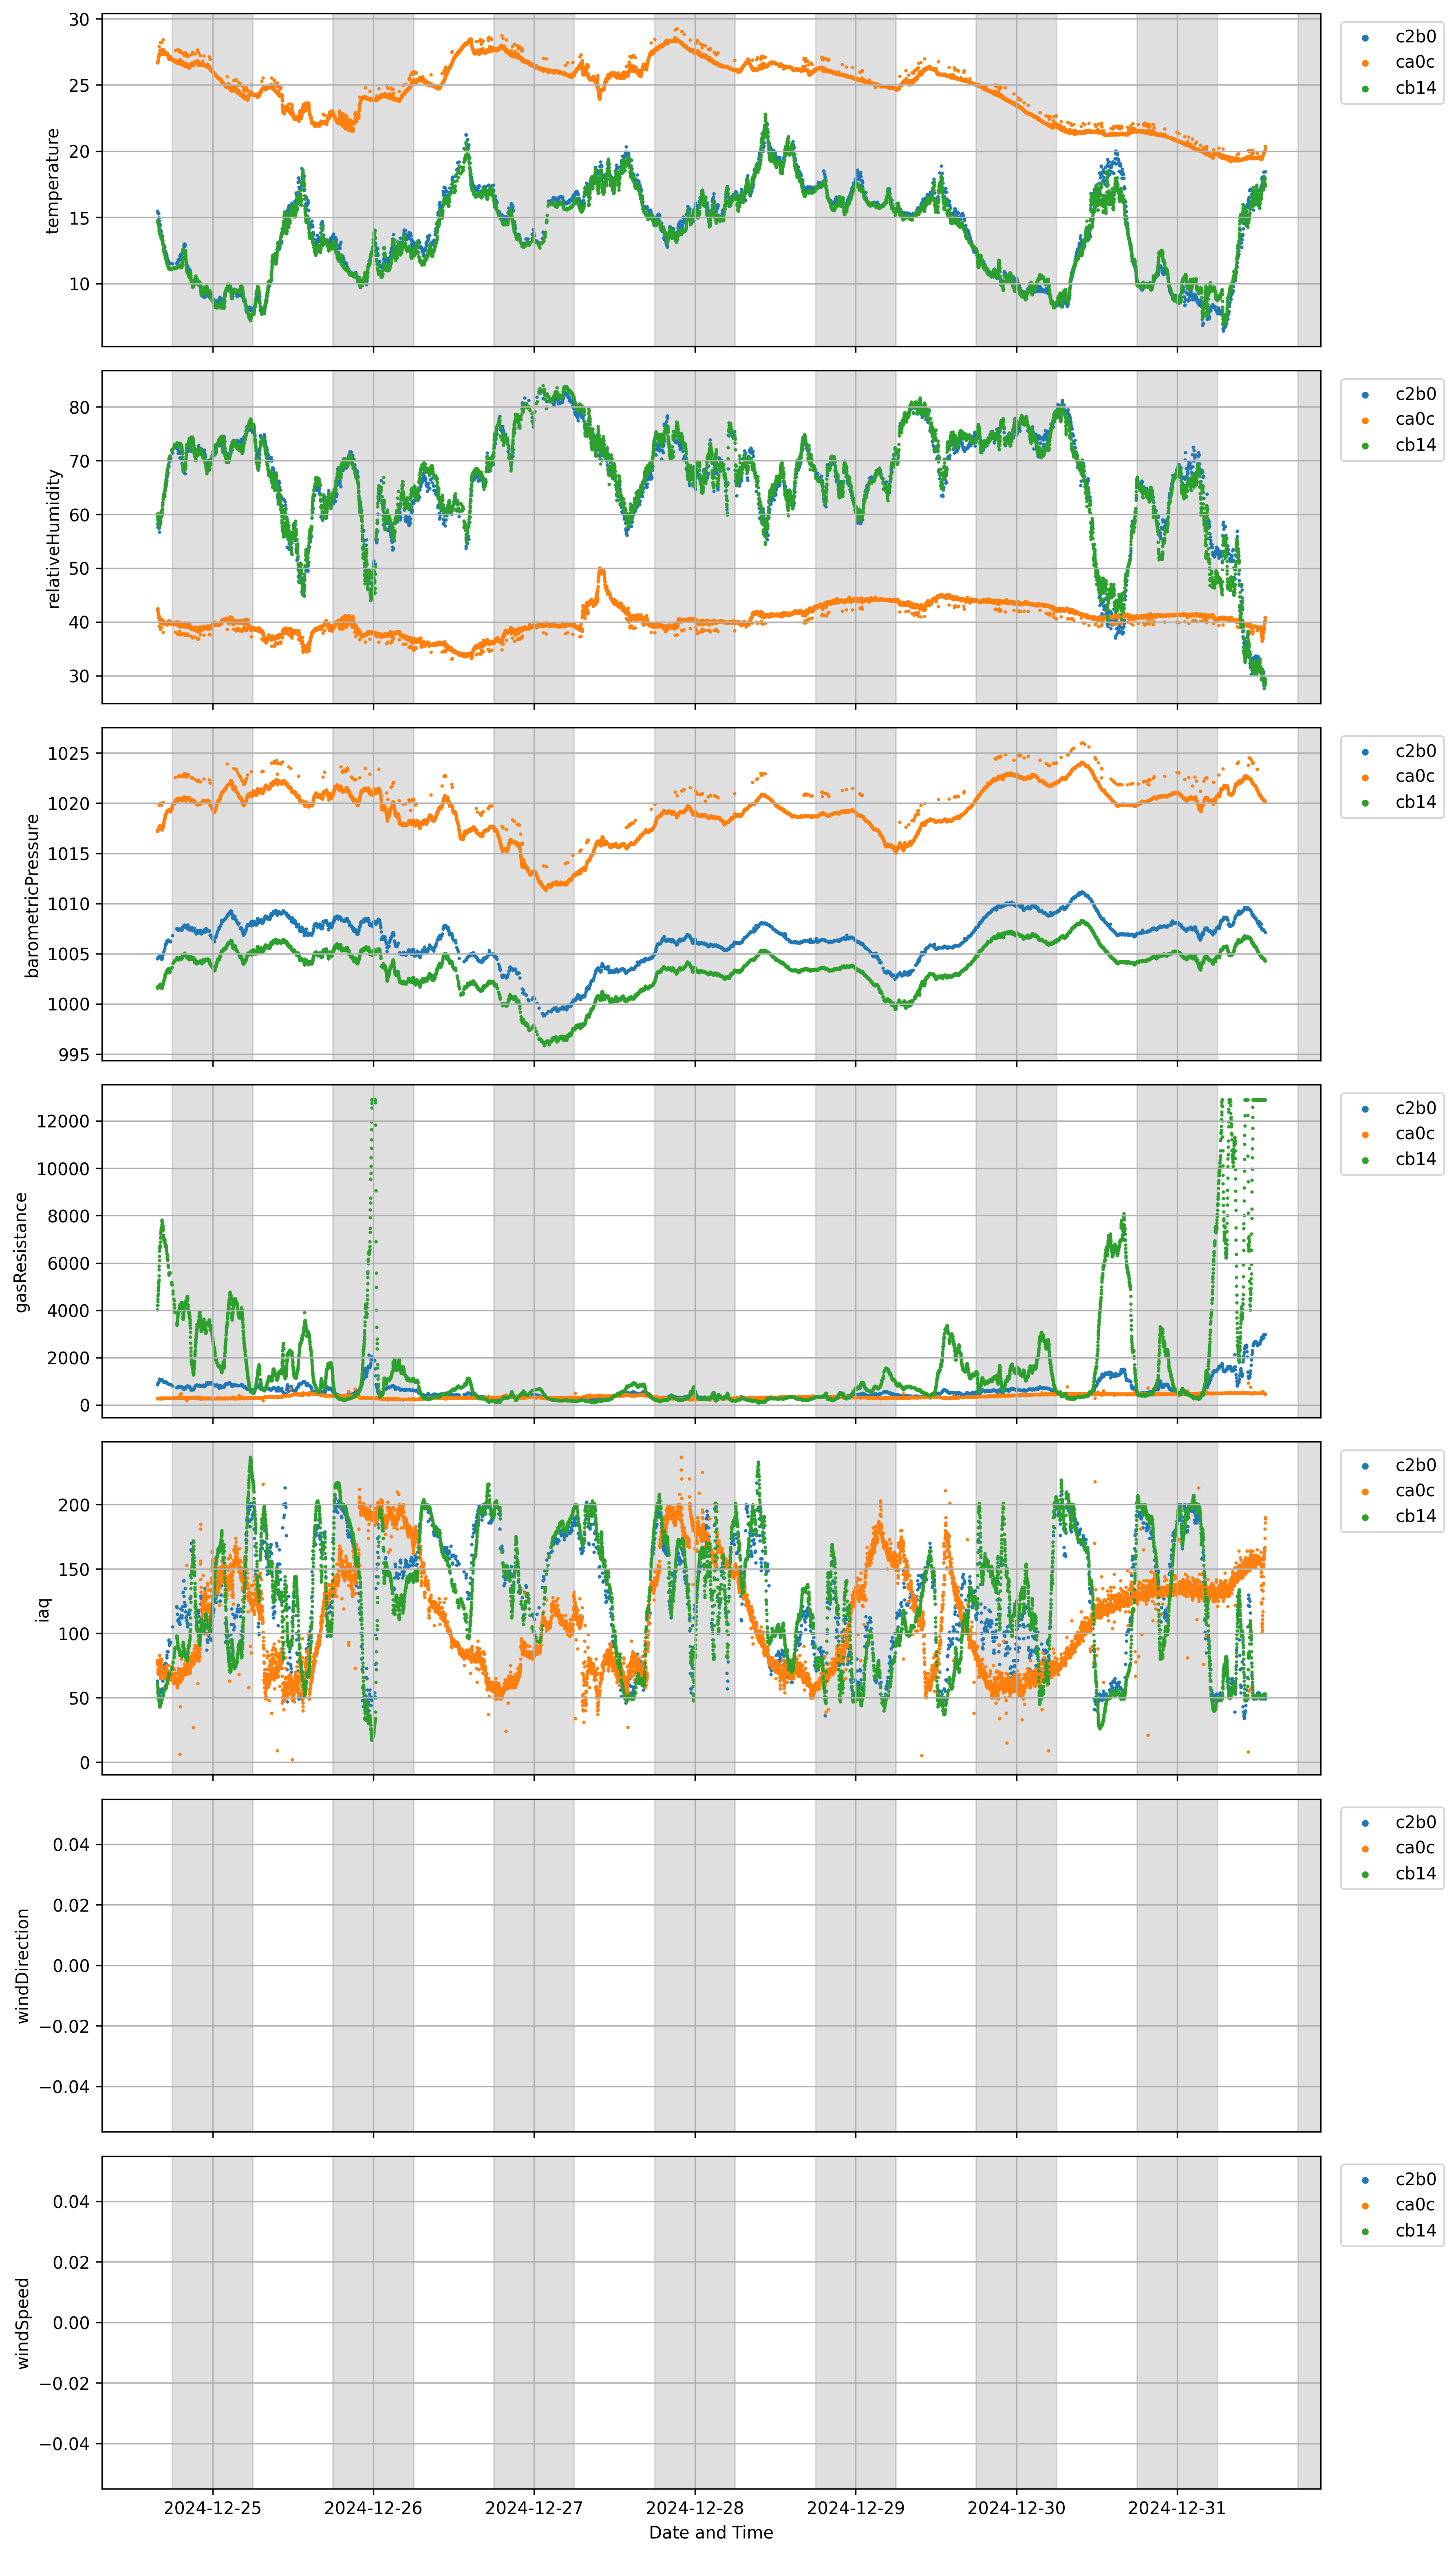 30
25
20
15
10
temperature
c2b0
ca0c
cb14
80
70
60
50
40
30
relativeHumidity
c2b0
ca0c
cb14
1025
1020
1015
1010
1005
1000
995
barometricPressure
c2b0
ca0c
cb14
12000
10000
8000
6000
4000
2000
0
gasResistance
c2b0
ca0c
cb14
200
150
100
50
0
iaq
c2b0
ca0c
cb14
0.04
0.02
0.00
−0.02
−0.04
windDirection
c2b0
ca0c
cb14
0.04
0.02
0.00
−0.02
−0.04
windSpeed
c2b0
ca0c
cb14
2024-12-25 2024-12-26 2024-12-27 2024-12-28 2024-12-29 2024-12-30 2024-12-31
Date and Time